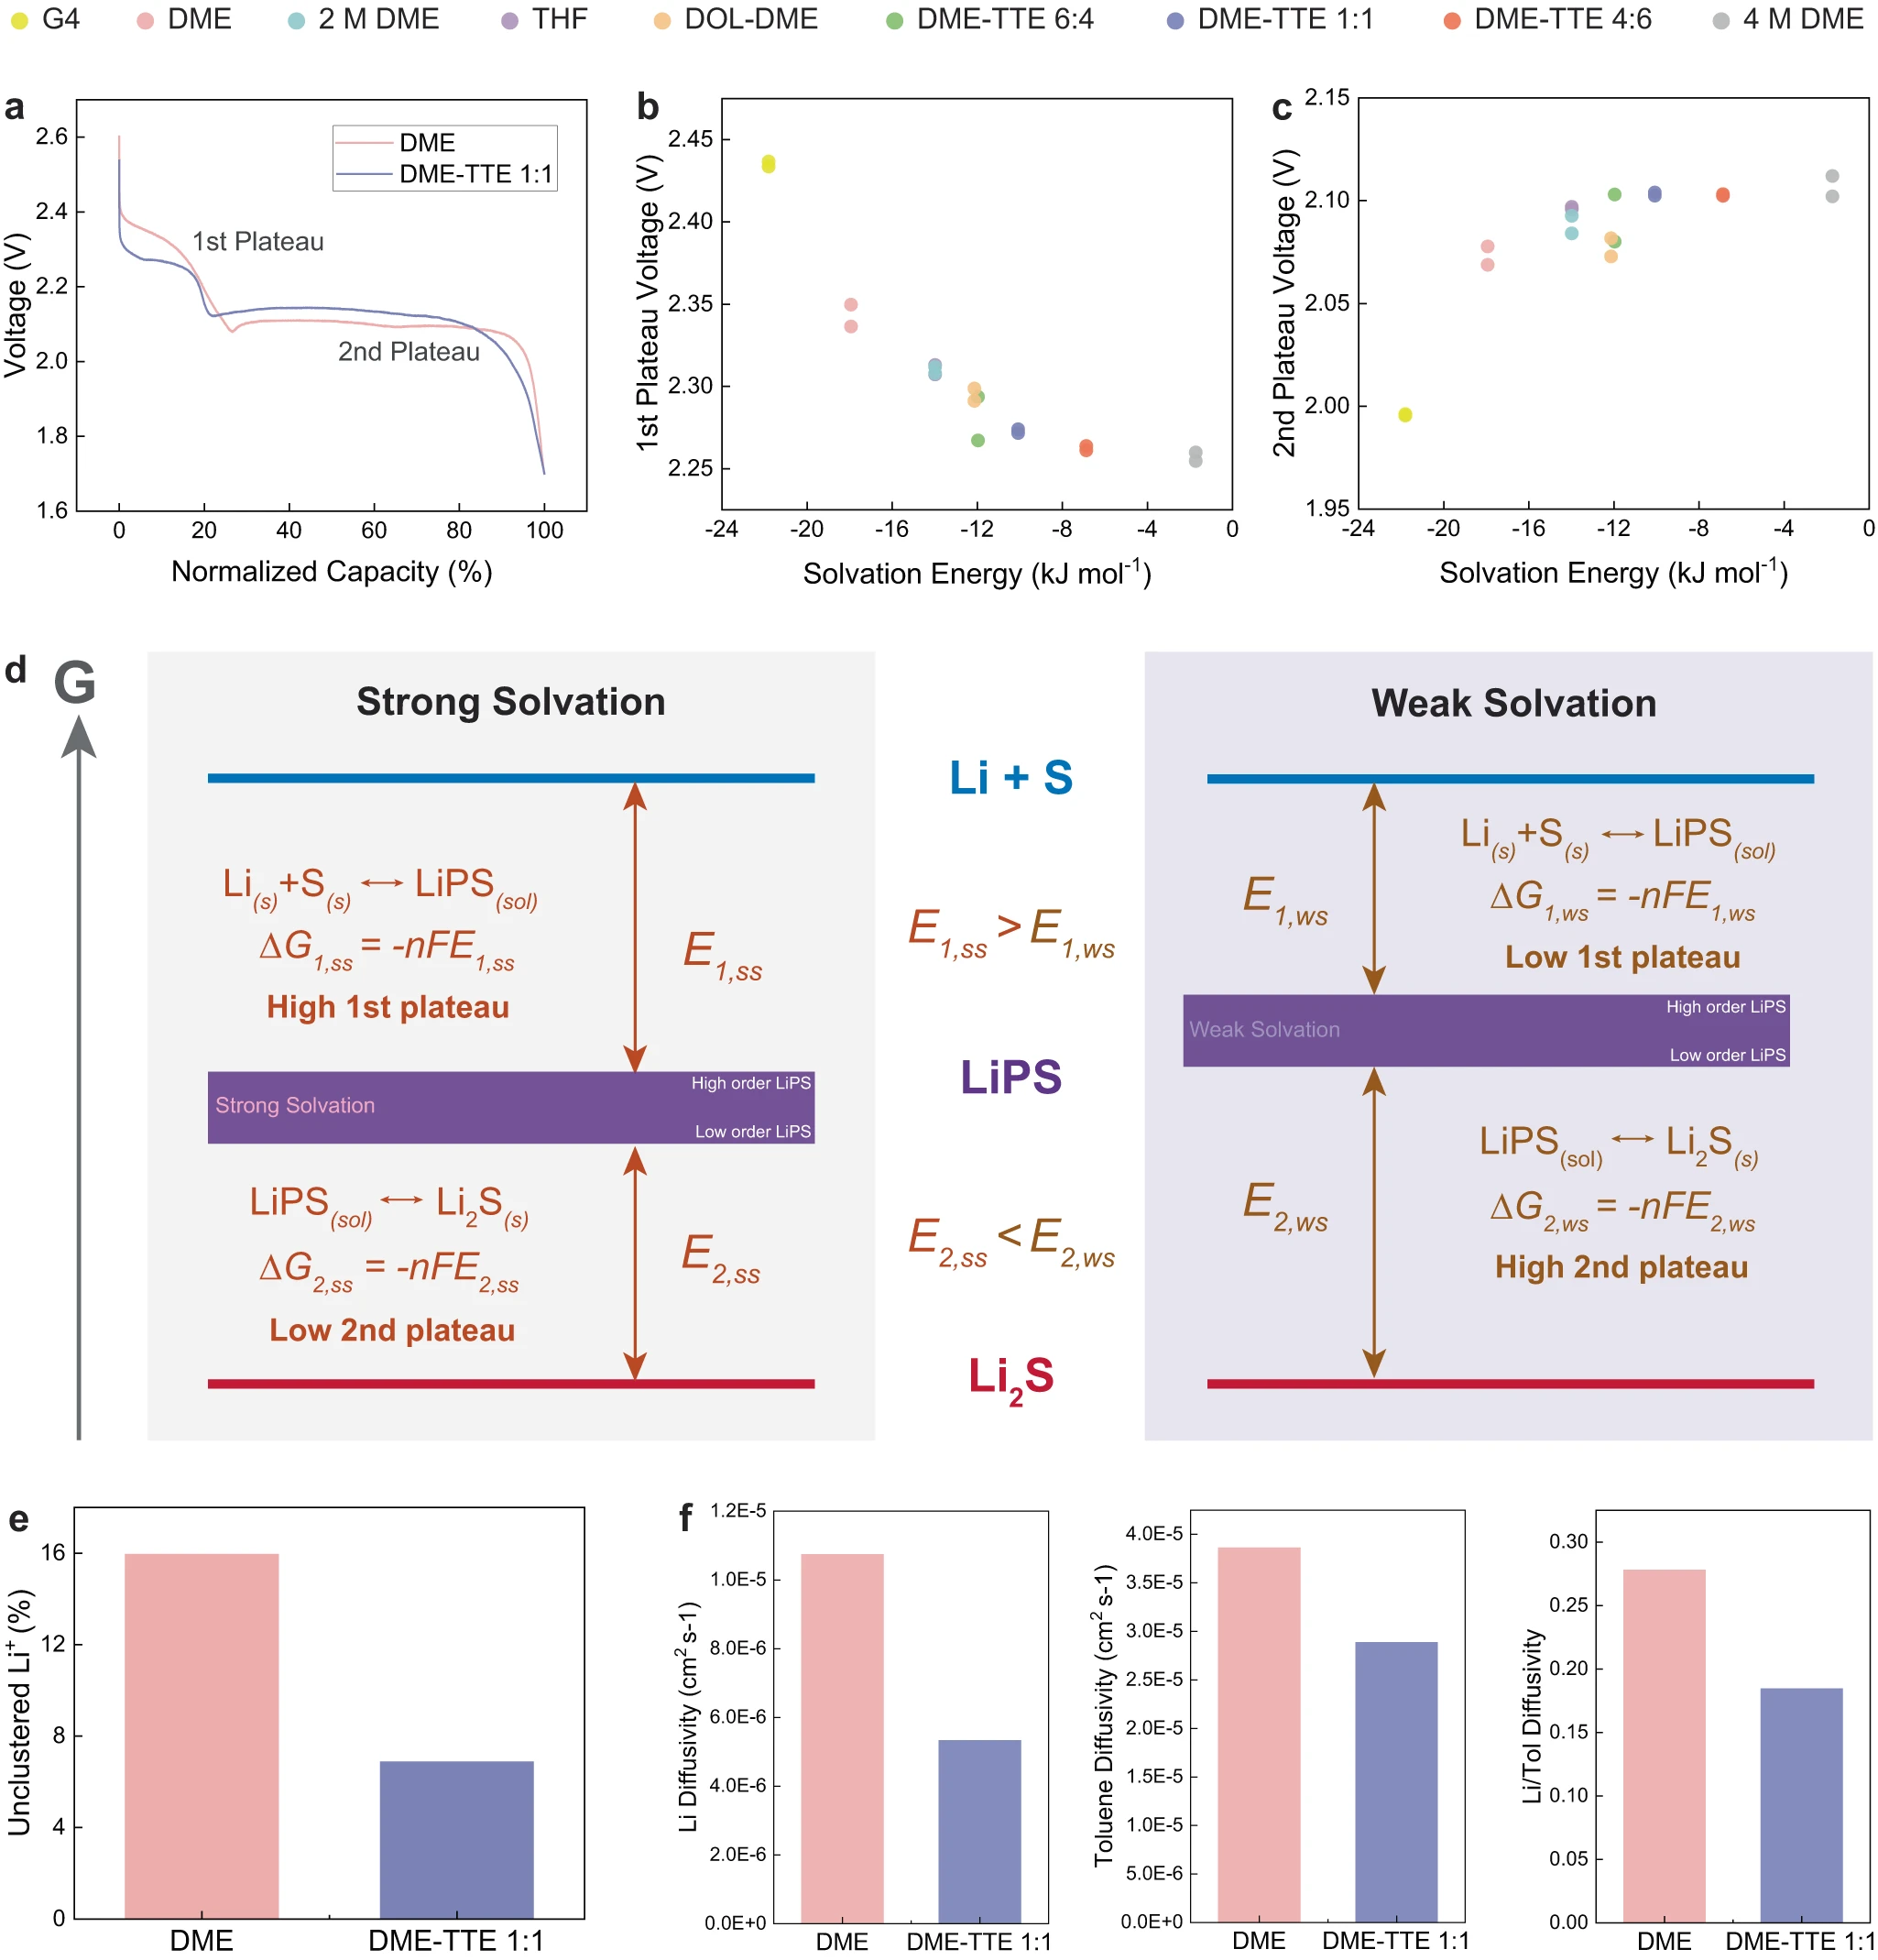 G4 DME 2 M DME THF DOL-DME DME-TTE 6:4 DME-TTE 1:1 DME-TTE 4:6 4 M DME
a
Voltage (V)
2.6
2.4
2.2
2.0
1.8
1.6
DME
DME-TTE 1:1
1st Plateau
2nd Plateau
0 20 40 60 80 100
Normalized Capacity (%)
b
1st Plateau Voltage (V)
2.45
2.40
2.35
2.30
2.25
-24 -20 -16 -12 -8 -4 0
Solvation Energy (kJ mol⁻¹)
c
2nd Plateau Voltage (V)
2.15
2.10
2.05
2.00
1.95
-24 -20 -16 -12 -8 -4 0
Solvation Energy (kJ mol⁻¹)
d
G
Strong Solvation
Li₍s₎+S₍s₎ ⟷ LiPS(sol)
ΔG1,ss = -nFE1,ss
High 1st plateau
E1,ss
High order LiPS
Strong Solvation
Low order LiPS
LiPS(sol) ⟷ Li₂S(s)
ΔG2,ss = -nFE2,ss
Low 2nd plateau
E2,ss
Li + S
E1,ss > E1,ws
LiPS
E2,ss < E2,ws
Li₂S
Weak Solvation
E1,ws
Li(s)+S(s) ⟷ LiPS(sol)
ΔG1,ws = -nFE1,ws
Low 1st plateau
High order LiPS
Weak Solvation
Low order LiPS
E2,ws
LiPS(sol) ⟷ Li₂S(s)
ΔG2,ws = -nFE2,ws
High 2nd plateau
e
Unclustered Li⁺ (%)
16
12
8
4
0
DME DME-TTE 1:1
f
Li Diffusivity (cm² s-1)
1.2E-5
1.0E-5
8.0E-6
6.0E-6
4.0E-6
2.0E-6
0.0E+0
DME DME-TTE 1:1
Toluene Diffusivity (cm² s-1)
4.0E-5
3.5E-5
3.0E-5
2.5E-5
2.0E-5
1.5E-5
1.0E-5
5.0E-6
0.0E+0
DME DME-TTE 1:1
Li/Tol Diffusivity
0.30
0.25
0.20
0.15
0.10
0.05
0.00
DME DME-TTE 1:1